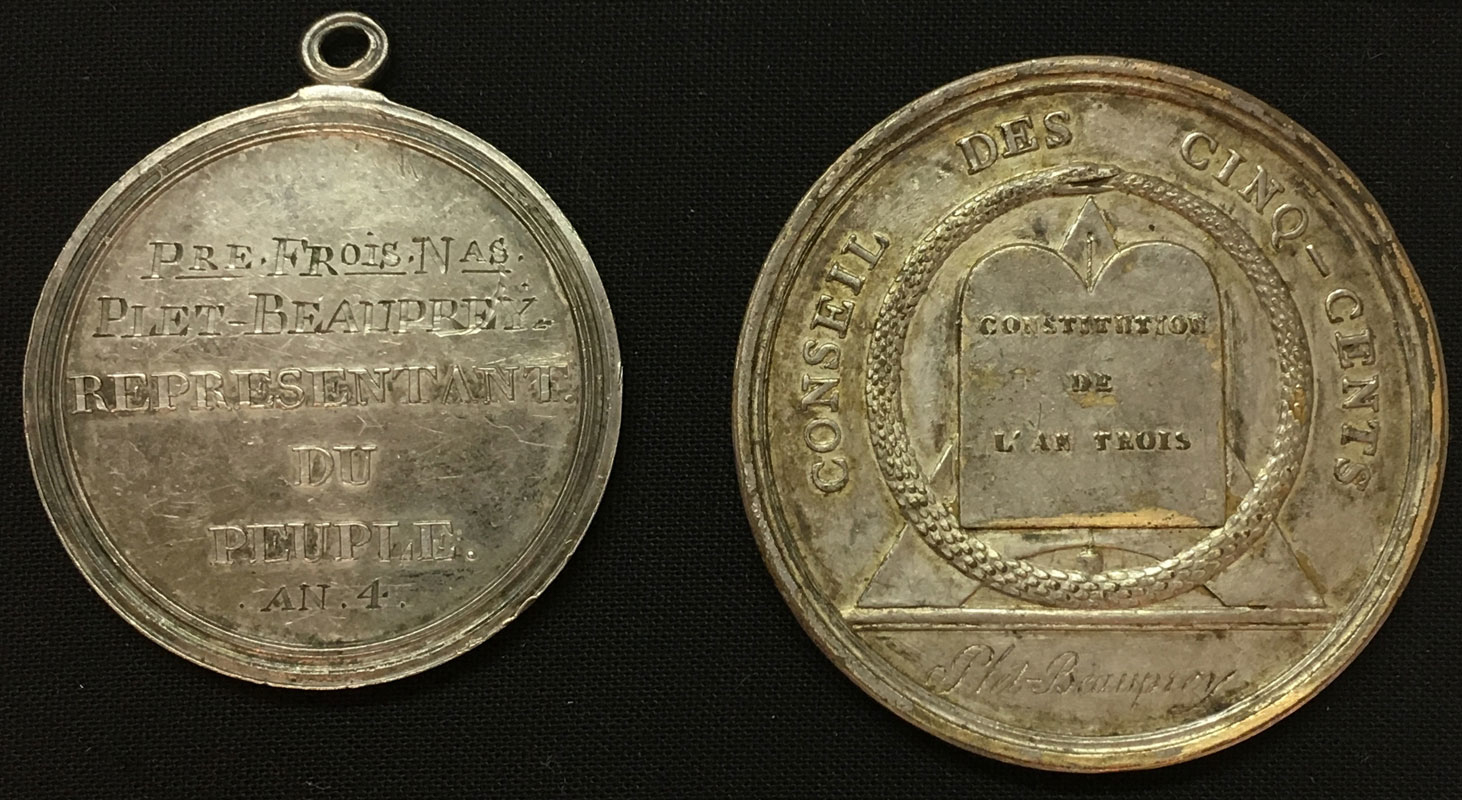 PRE. FROIS. NAS.
PLET-BEAUPREY.
REPRESENTANT.
DU
PEUPLE.
. AN . 4 .
CONSEIL DES CINQ-CENTS
CONSTITUTION
DE
L'AN TROIS
Plet-Beauprey